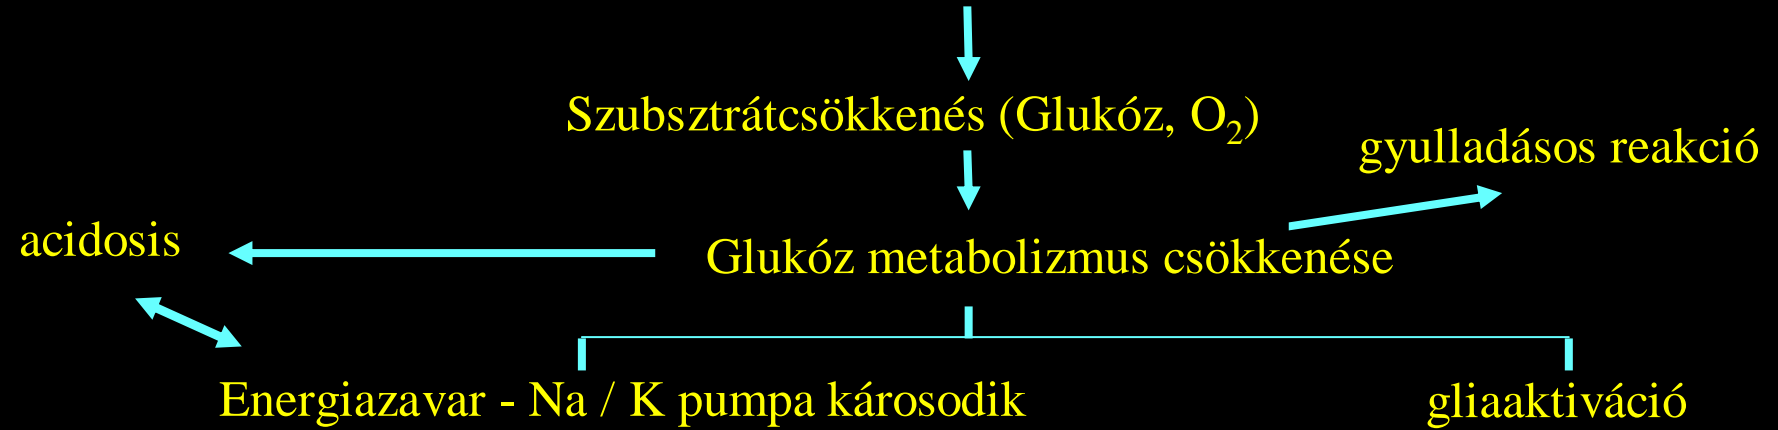 Szubsztrátcsökkenés (Glukóz, O₂)
gyulladásos reakció
acidosis
Glukóz metabolizmus csökkenése
Energiazavar - Na / K pumpa károsodik
gliaaktiváció